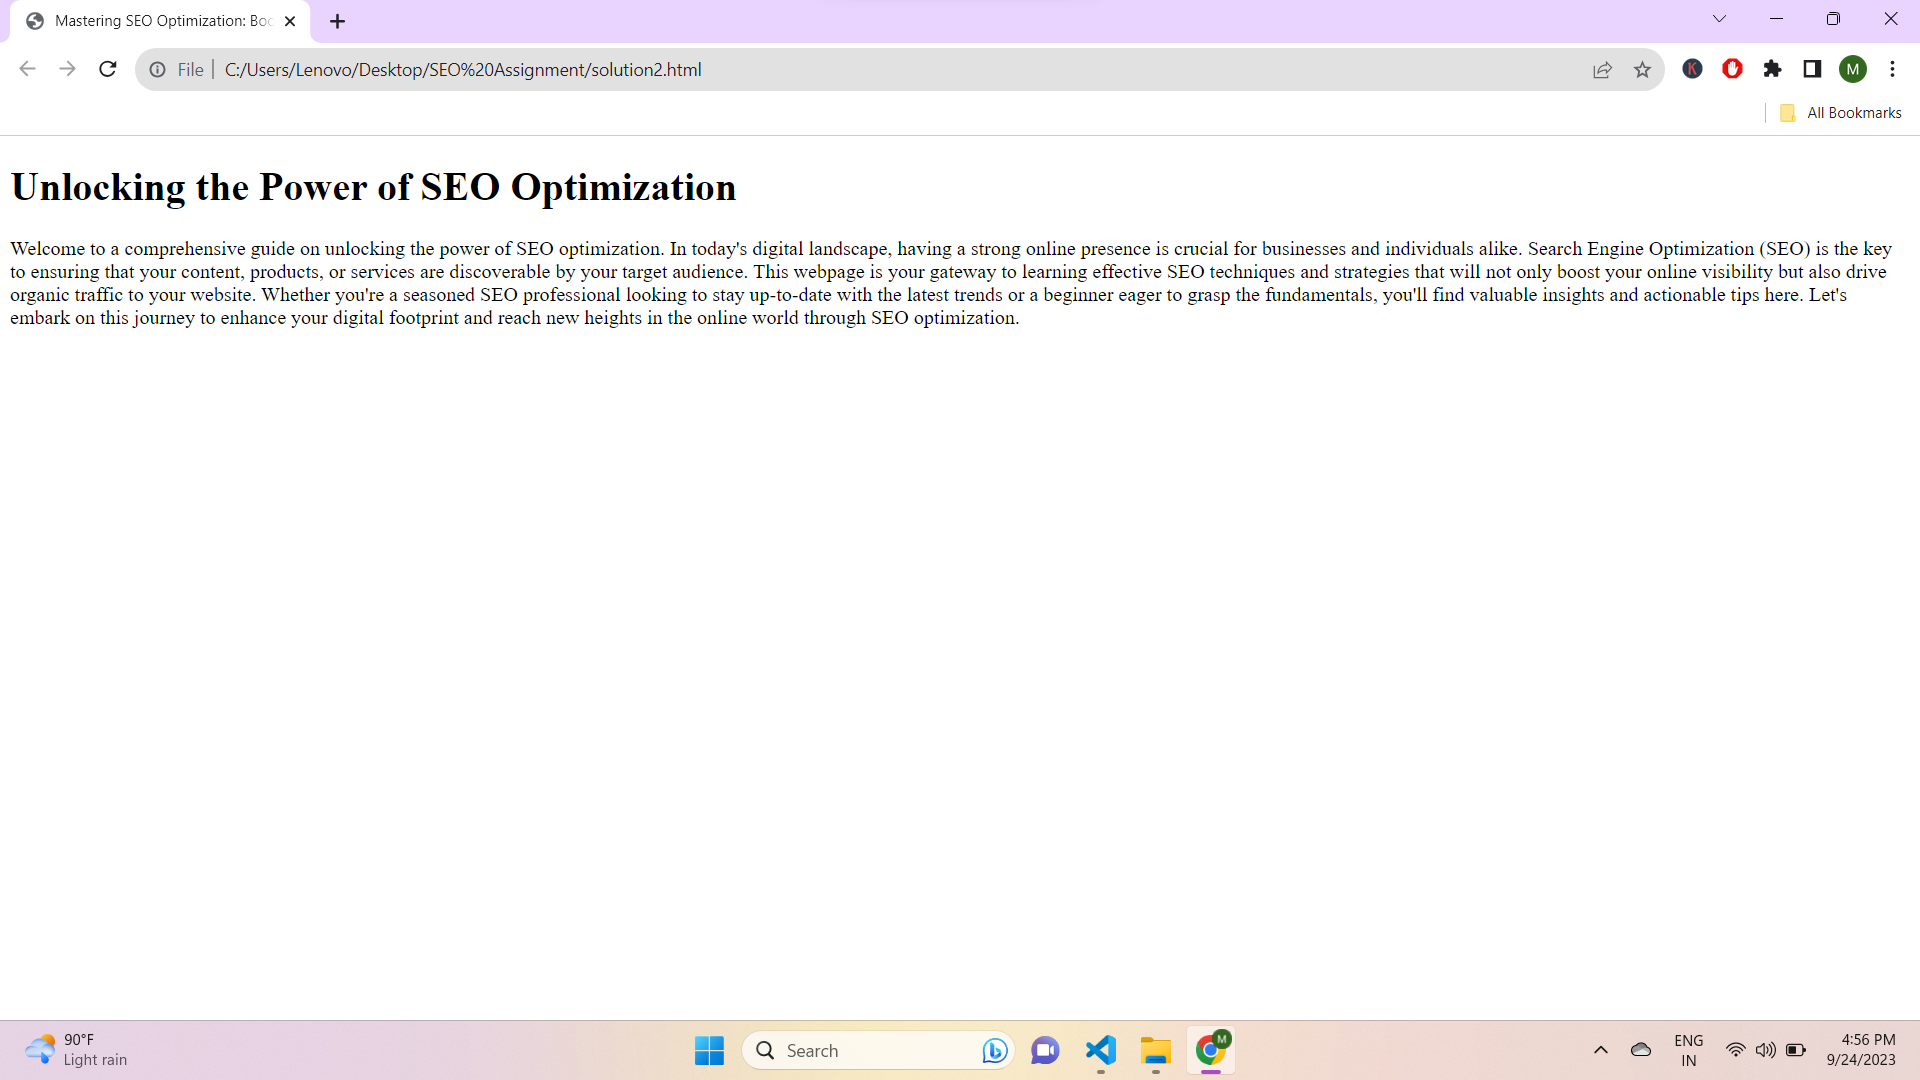 Mastering SEO Optimization: Boo
File
C:/Users/Lenovo/Desktop/SEO%20Assignment/solution2.html
K
M
All Bookmarks
Unlocking the Power of SEO Optimization
Welcome to a comprehensive guide on unlocking the power of SEO optimization. In today's digital landscape, having a strong online presence is crucial for businesses and individuals alike. Search Engine Optimization (SEO) is the key
to ensuring that your content, products, or services are discoverable by your target audience. This webpage is your gateway to learning effective SEO techniques and strategies that will not only boost your online visibility but also drive
organic traffic to your website. Whether you're a seasoned SEO professional looking to stay up-to-date with the latest trends or a beginner eager to grasp the fundamentals, you'll find valuable insights and actionable tips here. Let's
embark on this journey to enhance your digital footprint and reach new heights in the online world through SEO optimization.
90°F
Light rain
Search
M
ENG
IN
4:56 PM
9/24/2023